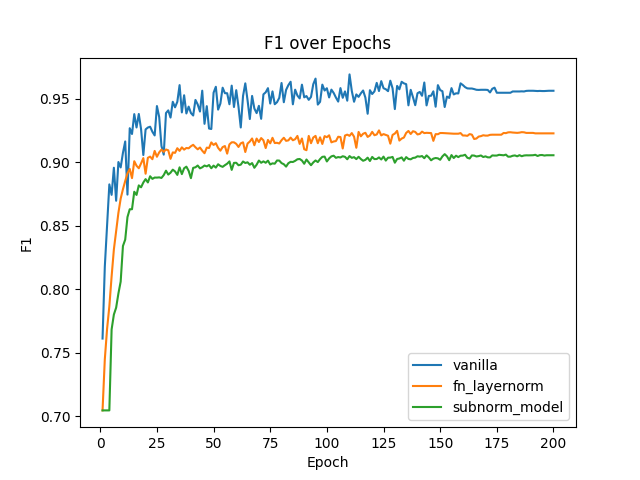 F1 over Epochs
F1
0.95
0.90
0.85
0.80
0.75
0.70
vanilla
fn_layernorm
subnorm_model
0 25 50 75 100 125 150 175 200
Epoch